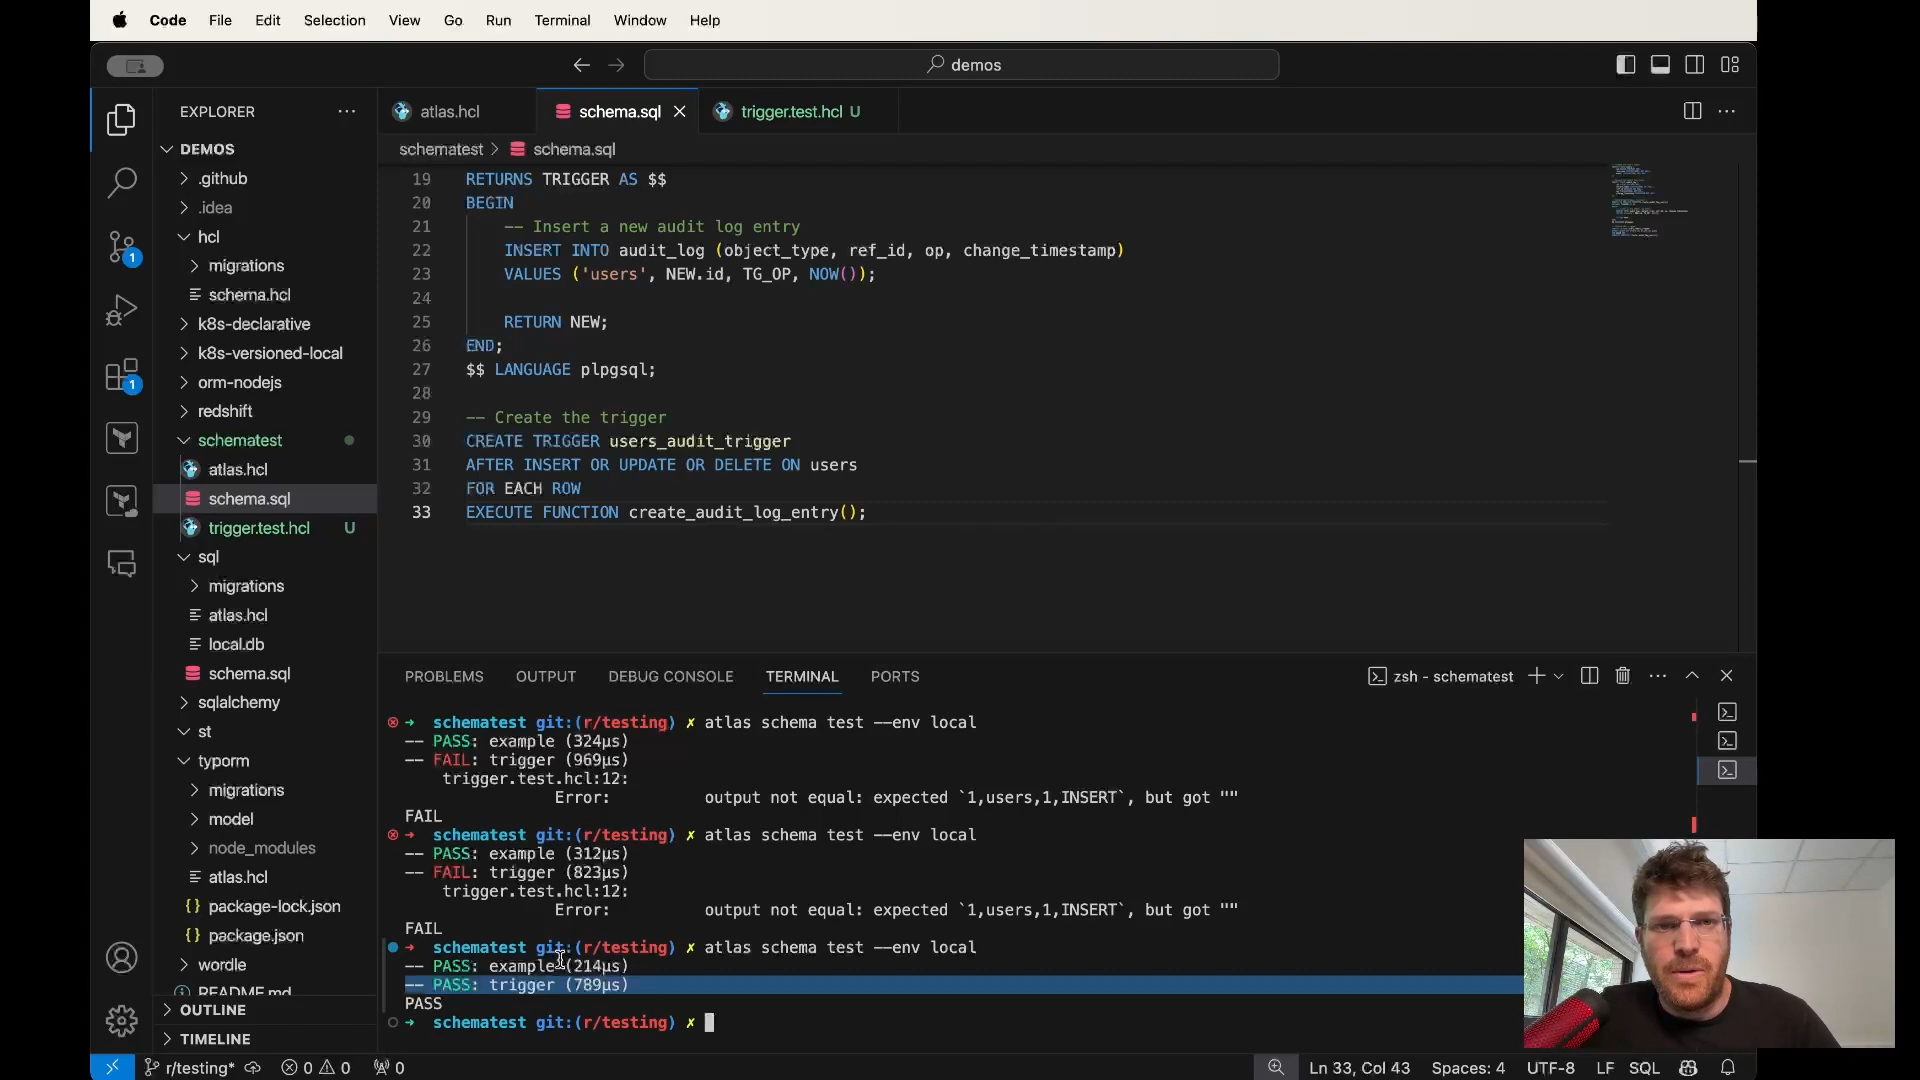 Code File Edit Selection View Go Run Terminal Window Help
demos
EXPLORER
atlas.hcl
schema.sql
trigger.test.hcl U
DEMOS
schematest > schema.sql
.github
.idea
hcl
migrations
schema.hcl
k8s-declarative
k8s-versioned-local
orm-nodejs
redshift
schematest
atlas.hcl
schema.sql
trigger.test.hcl U
sql
migrations
atlas.hcl
local.db
schema.sql
sqlalchemy
st
typorm
migrations
model
node_modules
atlas.hcl
{} package-lock.json
{} package.json
wordle
README.md
OUTLINE
TIMELINE
1
1
19 RETURNS TRIGGER AS $$
20 BEGIN
21 -- Insert a new audit log entry
22 INSERT INTO audit_log (object_type, ref_id, op, change_timestamp)
23 VALUES ('users', NEW.id, TG_OP, NOW());
24
25 RETURN NEW;
26 END;
27 $$ LANGUAGE plpgsql;
28
29 -- Create the trigger
30 CREATE TRIGGER users_audit_trigger
31 AFTER INSERT OR UPDATE OR DELETE ON users
32 FOR EACH ROW
33 EXECUTE FUNCTION create_audit_log_entry();
PROBLEMS OUTPUT DEBUG CONSOLE TERMINAL PORTS
zsh - schematest
➜ schematest git:(r/testing) ✗ atlas schema test --env local
-- PASS: example (324µs)
-- FAIL: trigger (969µs)
trigger.test.hcl:12:
Error: output not equal: expected `1,users,1,INSERT`, but got ""
FAIL
➜ schematest git:(r/testing) ✗ atlas schema test --env local
-- PASS: example (312µs)
-- FAIL: trigger (823µs)
trigger.test.hcl:12:
Error: output not equal: expected `1,users,1,INSERT`, but got ""
FAIL
➜ schematest git:(r/testing) ✗ atlas schema test --env local
-- PASS: example (214µs)
-- PASS: trigger (789µs)
PASS
➜ schematest git:(r/testing) ✗
r/testing* 0 0 0 Ln 33, Col 43 Spaces: 4 UTF-8 LF SQL